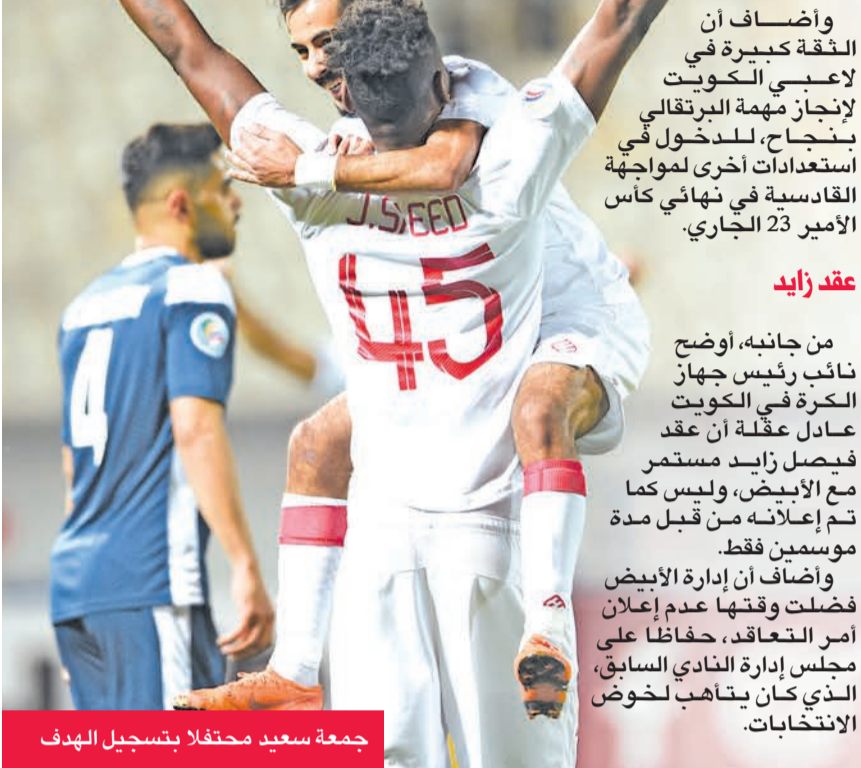 وأضاف أن
الثقة كبيرة في
لاعبي الكويت
لإنجاز مهمة البرتقالي
بنجاح، للدخول في
استعدادات أخرى لمواجهة
القادسية في نهائي كأس
الأمير 23 الجاري.
عقد زايد
من جانبه، أوضح
نائب رئيس جهاز
الكرة في الكويت
عادل عقلة أن عقد
فيصل زايد مستمر
مع الأبيض، وليس كما
تم إعلانه من قبل مدة
موسمين فقط.
وأضاف أن إدارة الأبيض
فضلت وقتها عدم إعلان
أمر التعاقد، حفاظا على
مجلس إدارة النادي السابق،
الذي كان يتأهب لخوض
الانتخابات.
J.SAEED
45
4
جمعة سعيد محتفلا بتسجيل الهدف